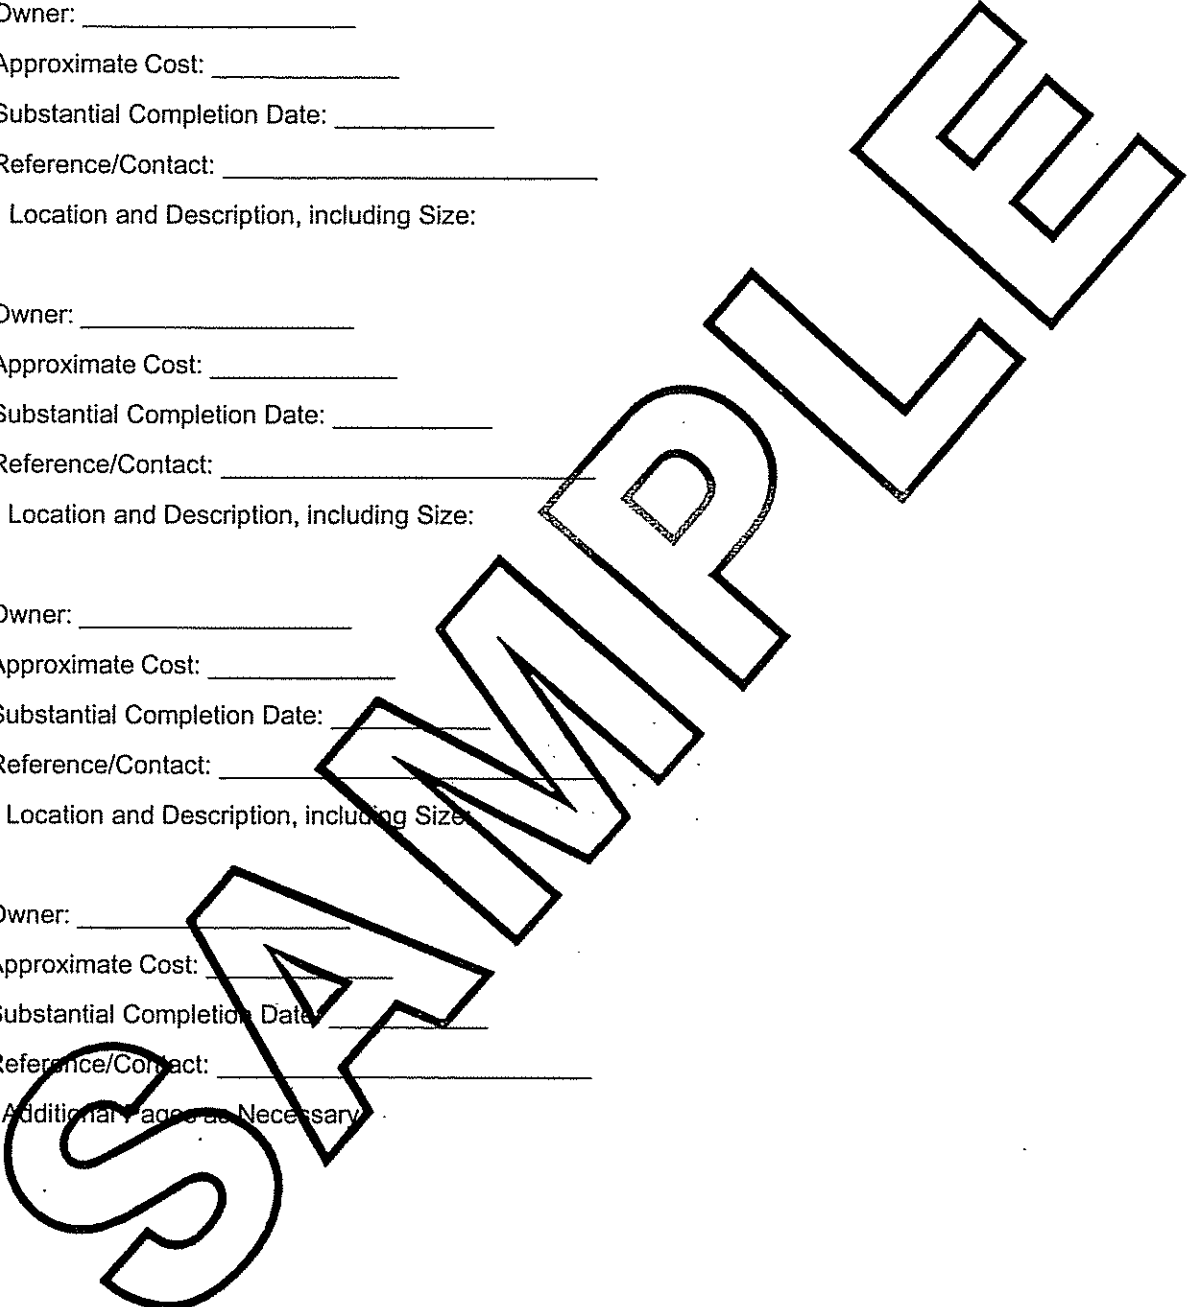 Owner:
Approximate Cost:
Substantial Completion Date:
Reference/Contact:
Location and Description, including Size:
Owner:
Approximate Cost:
Substantial Completion Date:
Reference/Contact:
Location and Description, including Size:
Owner:
Approximate Cost:
Substantial Completion Date:
Reference/Contact:
Location and Description, including Size:
Owner:
Approximate Cost:
Substantial Completion Date:
Reference/Contact:
Additional Pages as Necessary
SAMPLE